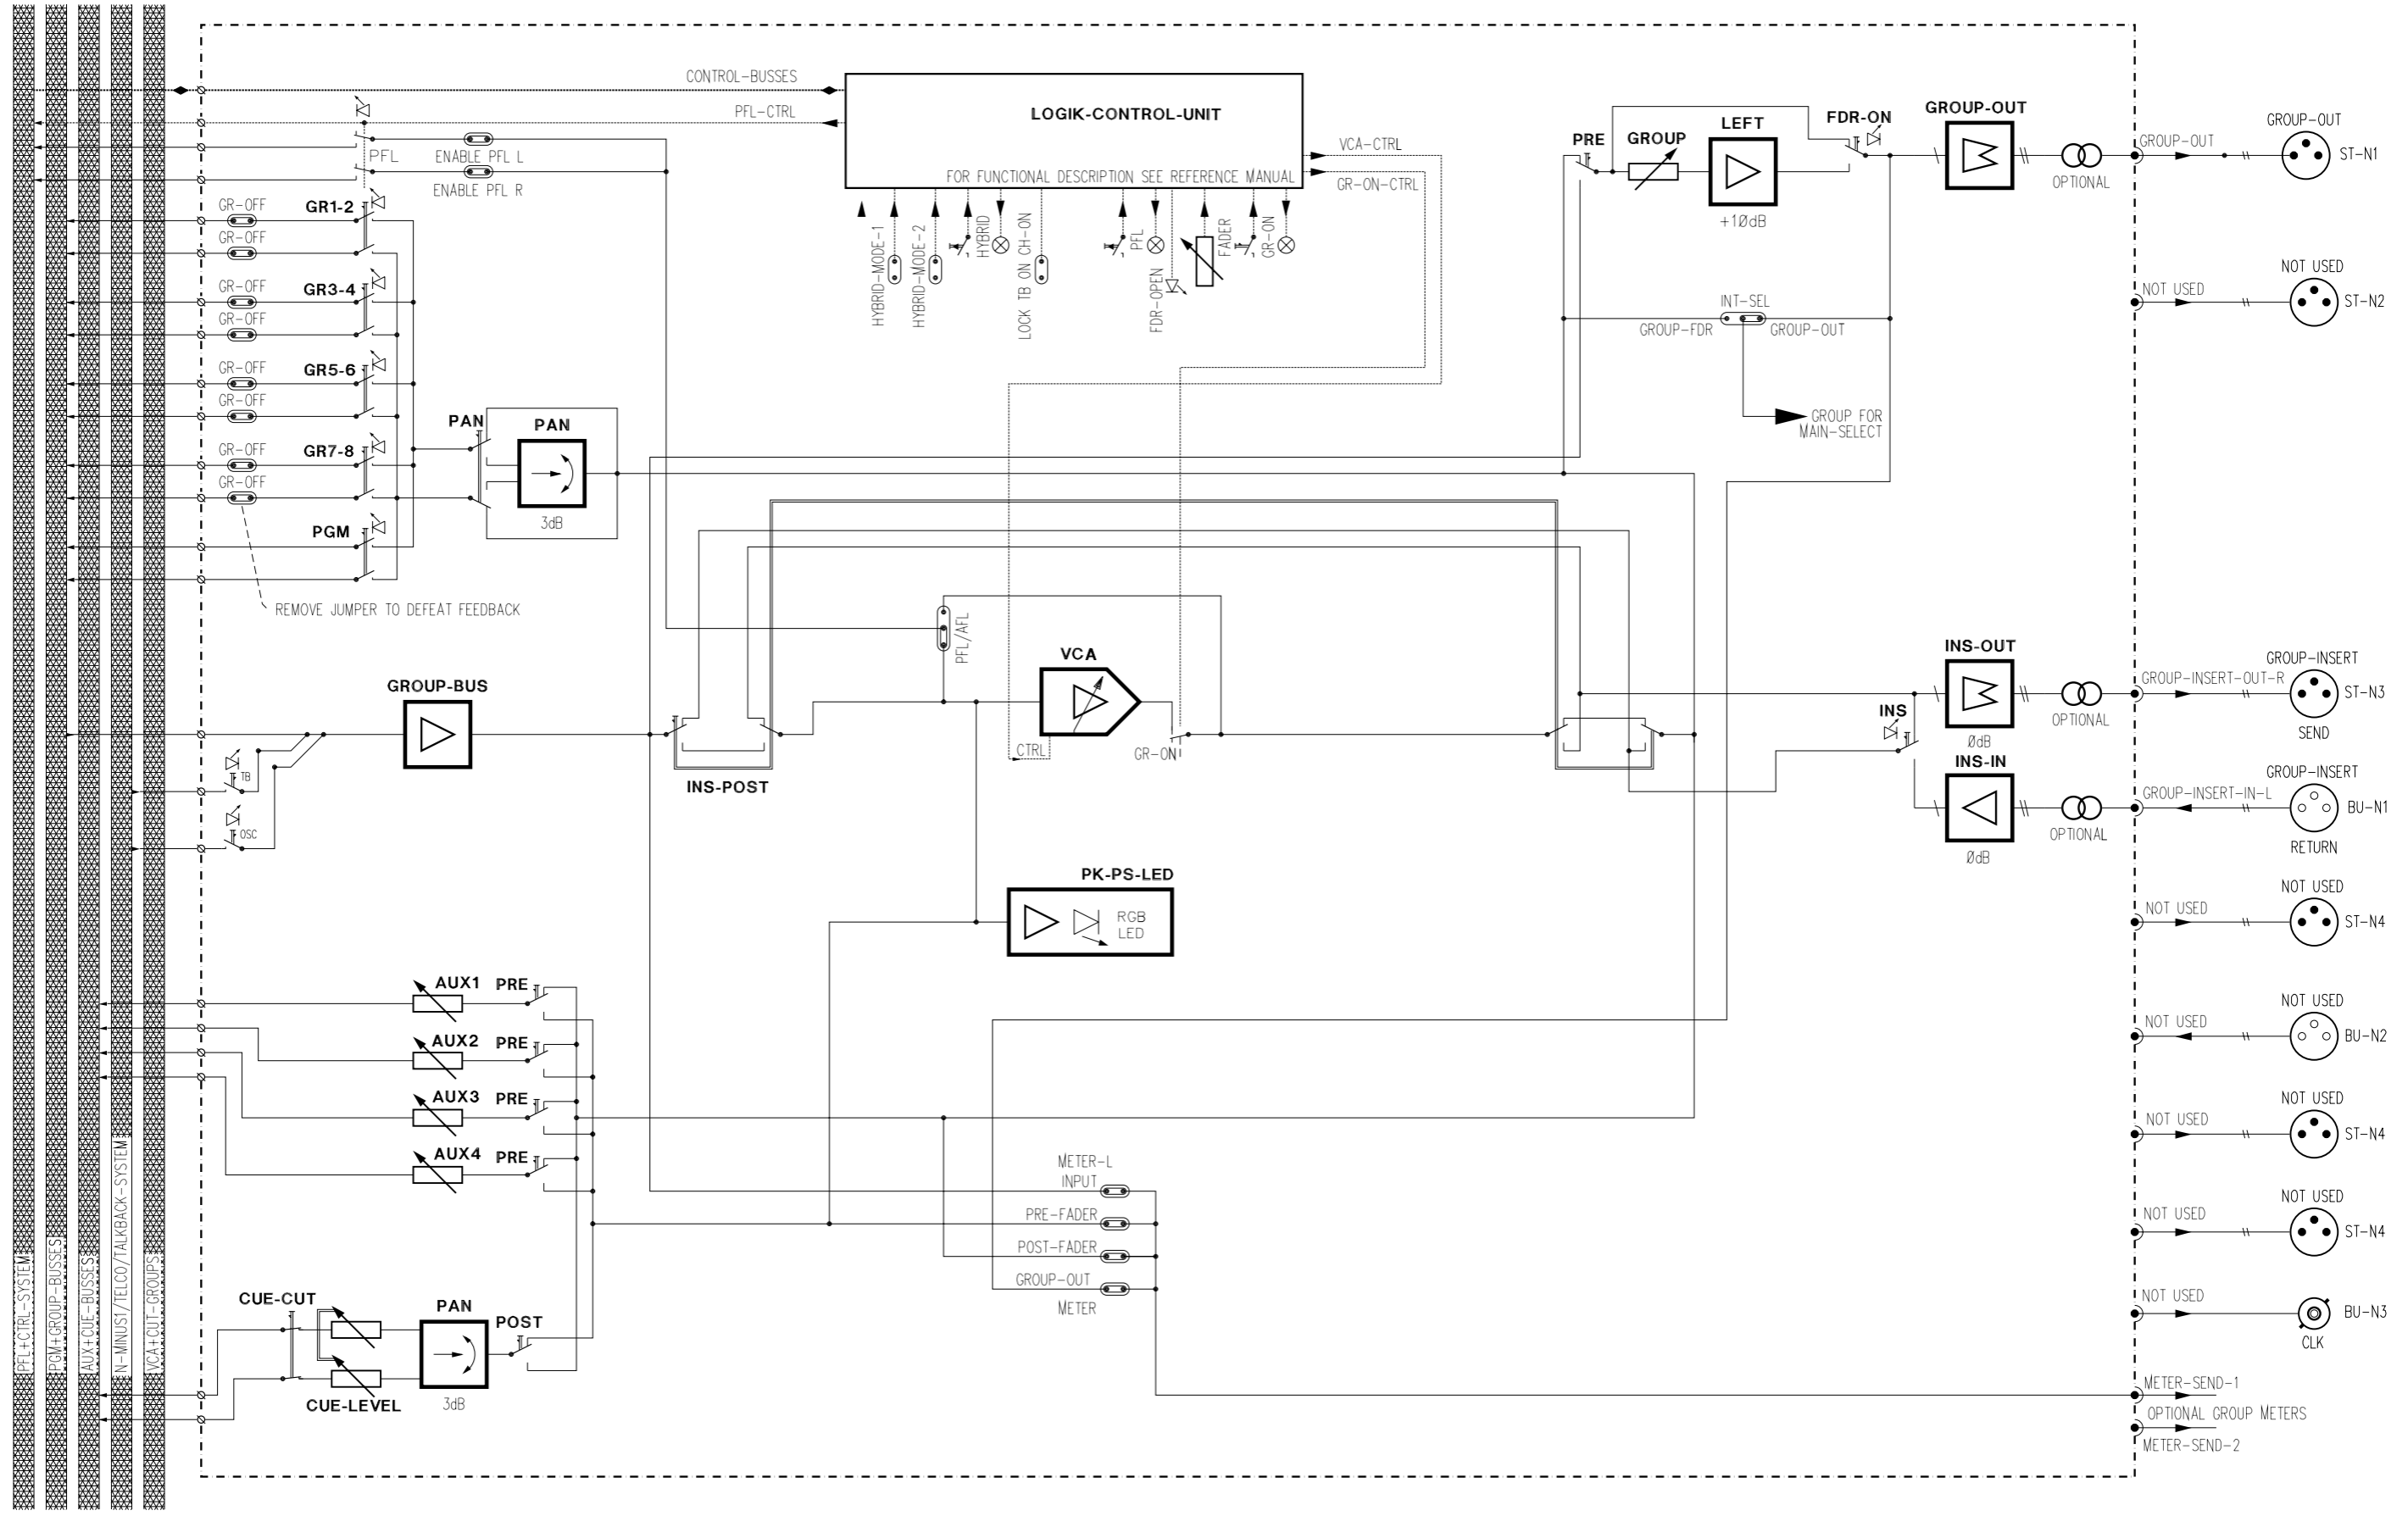 CONTROL-BUSSES
PFL-CTRL
LOGIK-CONTROL-UNIT
FOR FUNCTIONAL DESCRIPTION SEE REFERENCE MANUAL
VCA-CTRL
GR-ON-CTRL
PFL
ENABLE PFL L
ENABLE PFL R
HYBRID-MODE-1
HYBRID-MODE-2
HYBRID
LOCK TB ON CH-ON
PFL
FDR-OPEN
FADER
GR-ON
PRE
GROUP
LEFT
+10dB
FDR-ON
GROUP-OUT
OPTIONAL
GROUP-OUT
GROUP-OUT
ST-N1
NOT USED
NOT USED
ST-N2
INT-SEL
GROUP-FDR
GROUP-OUT
GROUP FOR
MAIN-SELECT
GR-OFF
GR1-2
GR-OFF
GR-OFF
GR3-4
GR-OFF
GR-OFF
GR5-6
GR-OFF
GR-OFF
GR7-8
GR-OFF
PGM
PAN
PAN
3dB
REMOVE JUMPER TO DEFEAT FEEDBACK
PFL/AFL
VCA
CTRL
GR-ON
GROUP-BUS
TB
OSC
INS-POST
INS
INS-OUT
0dB
OPTIONAL
GROUP-INSERT-OUT-R
GROUP-INSERT
ST-N3
SEND
INS-IN
0dB
OPTIONAL
GROUP-INSERT-IN-L
GROUP-INSERT
BU-N1
RETURN
PK-PS-LED
RGB
LED
NOT USED
NOT USED
ST-N4
NOT USED
NOT USED
BU-N2
NOT USED
NOT USED
ST-N4
NOT USED
NOT USED
ST-N4
NOT USED
BU-N3
CLK
AUX1
PRE
AUX2
PRE
AUX3
PRE
AUX4
PRE
METER-L
INPUT
PRE-FADER
POST-FADER
GROUP-OUT
METER
CUE-CUT
PAN
POST
CUE-LEVEL
3dB
METER-SEND-1
OPTIONAL GROUP METERS
METER-SEND-2
PFL+CTRL-SYSTEM
PGM+GROUP-BUSSES
AUX+CUE-BUSSES
N-MINUS1/TELCO/TALKBACK-SYSTEM
VCA+CUT-GROUPS